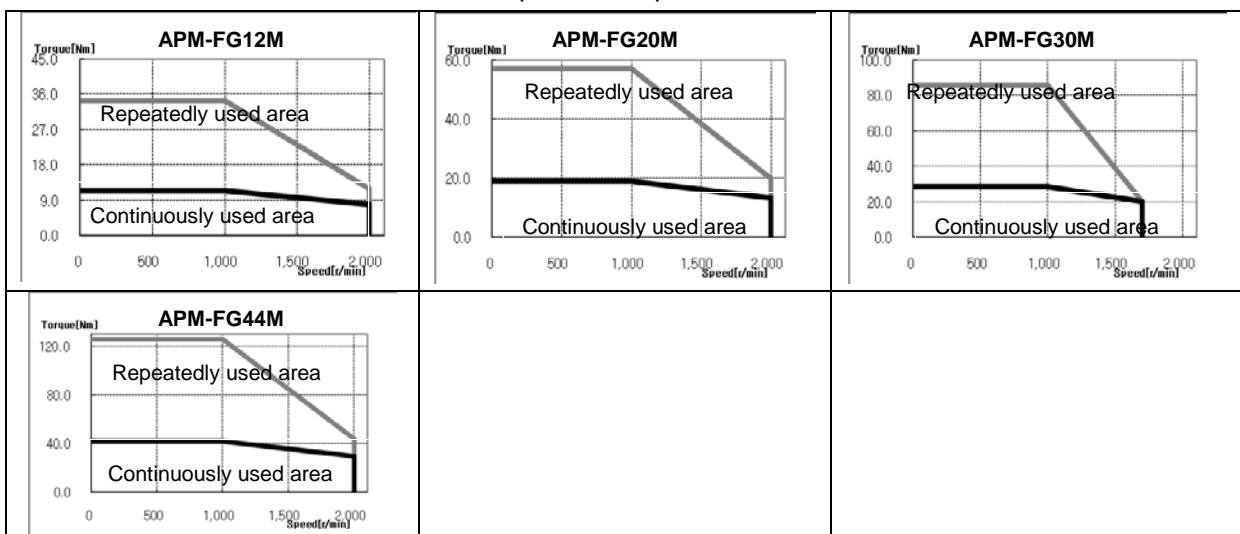 APM-FG12M
Torque[Nm]
45.0
36.0
Repeatedly used area
27.0
18.0
9.0
Continuously used area
0.0
0 500 1,000 1,500 2,000
Speed[r/min]
APM-FG20M
Torque[Nm]
60.0
Repeatedly used area
40.0
20.0
Continuously used area
0.0
0 500 1,000 1,500 2,000
Speed[r/min]
APM-FG30M
Torque[Nm]
100.0
80.0
Repeatedly used area
60.0
40.0
20.0
Continuously used area
0.0
0 500 1,000 1,500 2,000
Speed[r/min]
APM-FG44M
Torque[Nm]
120.0
Repeatedly used area
80.0
40.0
Continuously used area
0.0
0 500 1,000 1,500 2,000
Speed[r/min]